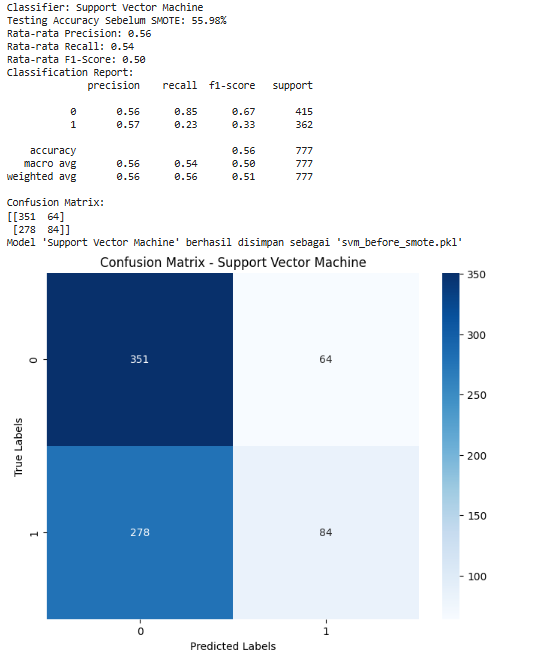 Classifier: Support Vector Machine
Testing Accuracy Sebelum SMOTE: 55.98%
Rata-rata Precision: 0.56
Rata-rata Recall: 0.54
Rata-rata F1-Score: 0.50
Classification Report:
precision recall f1-score support
0 0.56 0.85 0.67 415
1 0.57 0.23 0.33 362
accuracy 0.56 777
macro avg 0.56 0.54 0.50 777
weighted avg 0.56 0.56 0.51 777
Confusion Matrix:
[[351 64]
[278 84]]
Model 'Support Vector Machine' berhasil disimpan sebagai 'svm_before_smote.pkl'
Confusion Matrix - Support Vector Machine
350
300
250
200
150
100
True Labels
0
351 64
1
278 84
0 1
Predicted Labels